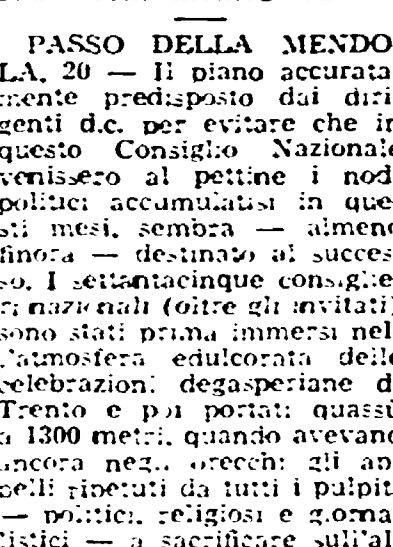 PASSO DELLA MENDO
LA, 20 — Il piano accurata
mente predisposto dai diri
genti d.c. per evitare che in
questo Consiglio Nazionale
venissero al pettine i nodi
politici accumulatisi in que
sti mesi, sembra — almeno
finora — destinato al succes
so. I settantacinque consiglie
ri nazionali (oltre gli invitati)
sono stati prima immersi nel
l'atmosfera edulcorata delle
celebrazioni degasperiane di
Trento e poi portati quassù
a 1300 metri, quando avevano
ancora negli orecchi gli ap
pelli ripetuti da tutti i pulpiti
— politici, religiosi e giorna
listici — a sacrificare sull'al